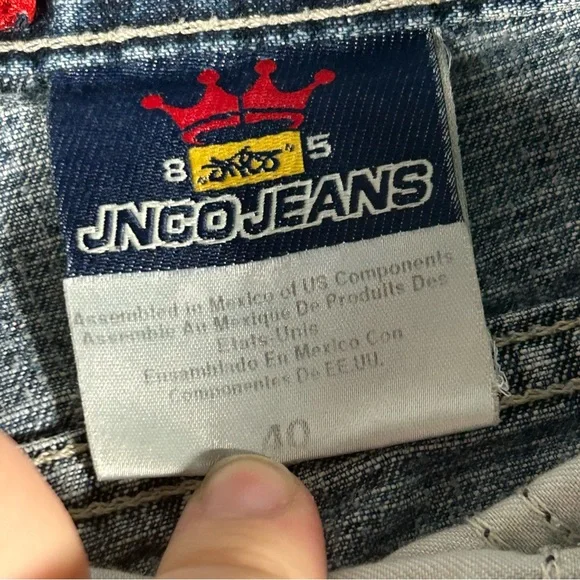 8 JNCO 5
JNCO JEANS
Assembled in Mexico of US Components
Assemble Au Mexique De Produits Des
Etats-Unis
Ensamblado En Mexico Con
Componentes De EE.UU.
40